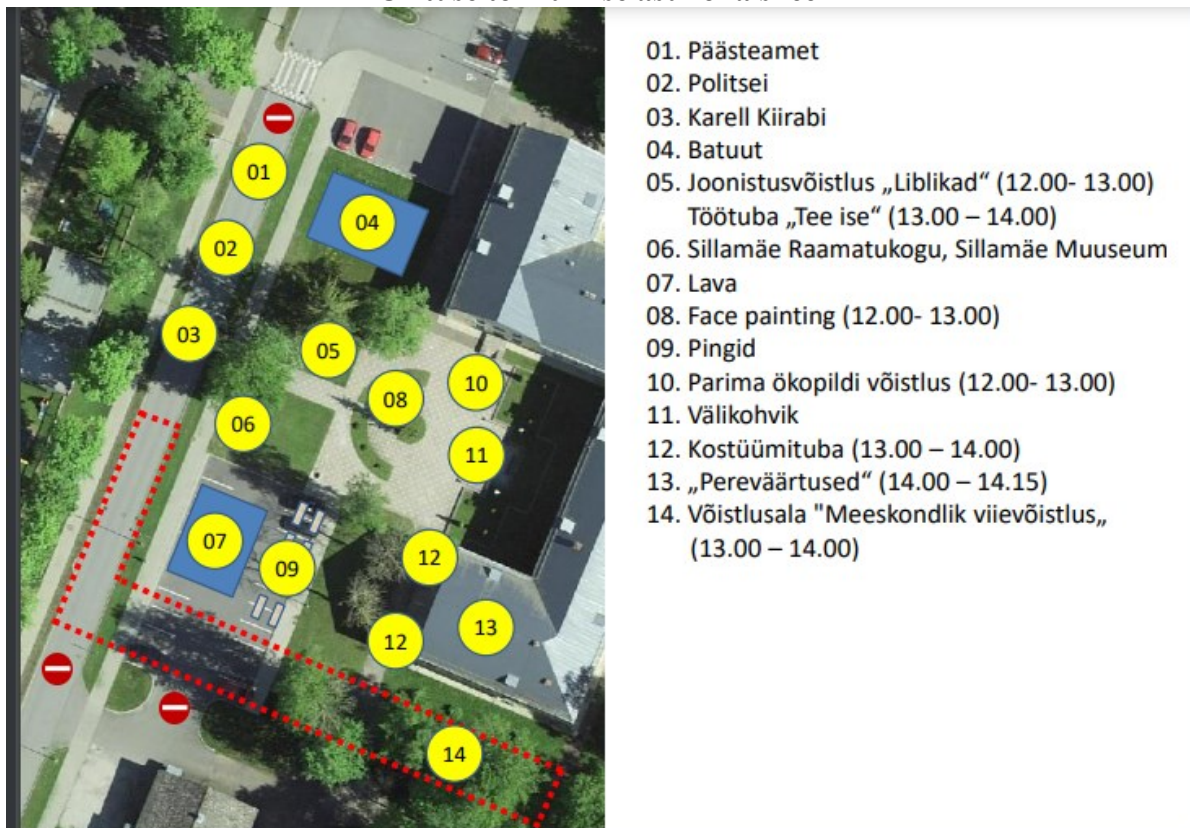 01. Päästeamet
02. Politsei
03. Karell Kiirabi
04. Batuut
05. Joonistusvõistlus „Liblikad“ (12.00- 13.00)
Töötuba „Tee ise“ (13.00 – 14.00)
06. Sillamäe Raamatukogu, Sillamäe Muuseum
07. Lava
08. Face painting (12.00- 13.00)
09. Pingid
10. Parima ökopildi võistlus (12.00- 13.00)
11. Välikohvik
12. Kostüümituba (13.00 – 14.00)
13. „Pereväärtused“ (14.00 – 14.15)
14. Võistlusala "Meeskondlik viievõistlus„
(13.00 – 14.00)
01
04
02
03
05
10
08
06
11
07
12
09
13
12
14